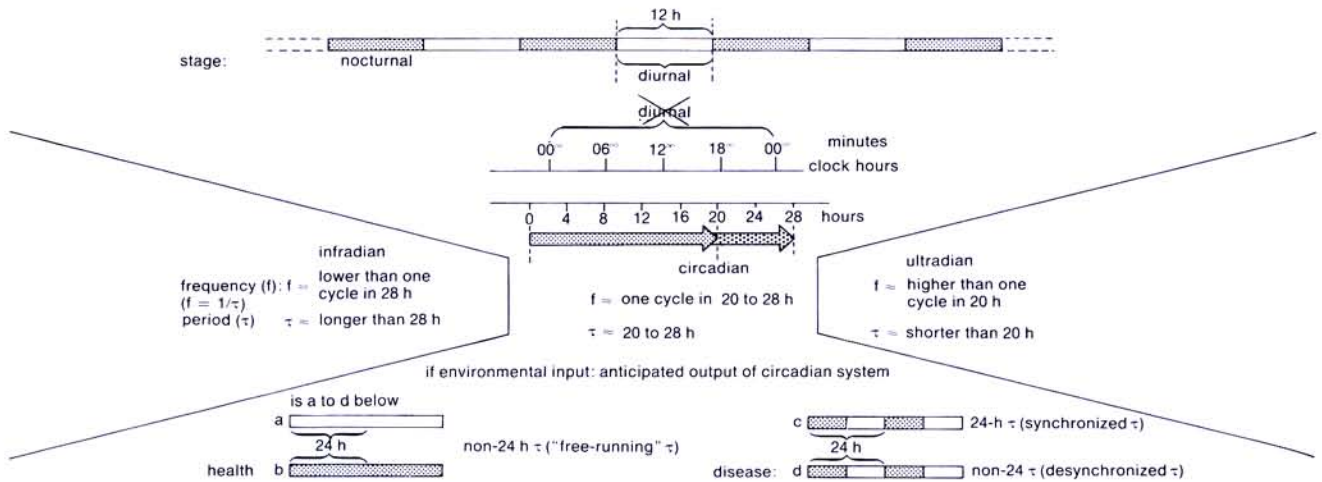 12 h
stage:
nocturnal
diurnal
diurnal
00 06 12 18 00 minutes
clock hours
0 4 8 12 16 20 24 28 hours
infradian
frequency (f): f ≈ lower than one cycle in 28 h
(f = 1/τ)
period (τ) τ ≈ longer than 28 h
circadian
f ≈ one cycle in 20 to 28 h
τ ≈ 20 to 28 h
ultradian
f ≈ higher than one cycle in 20 h
τ ≈ shorter than 20 h
if environmental input: anticipated output of circadian system
is a to d below
a
24 h
health b
non-24 h τ ("free-running" τ)
c 24-h τ (synchronized τ)
24 h
disease: d non-24 τ (desynchronized τ)